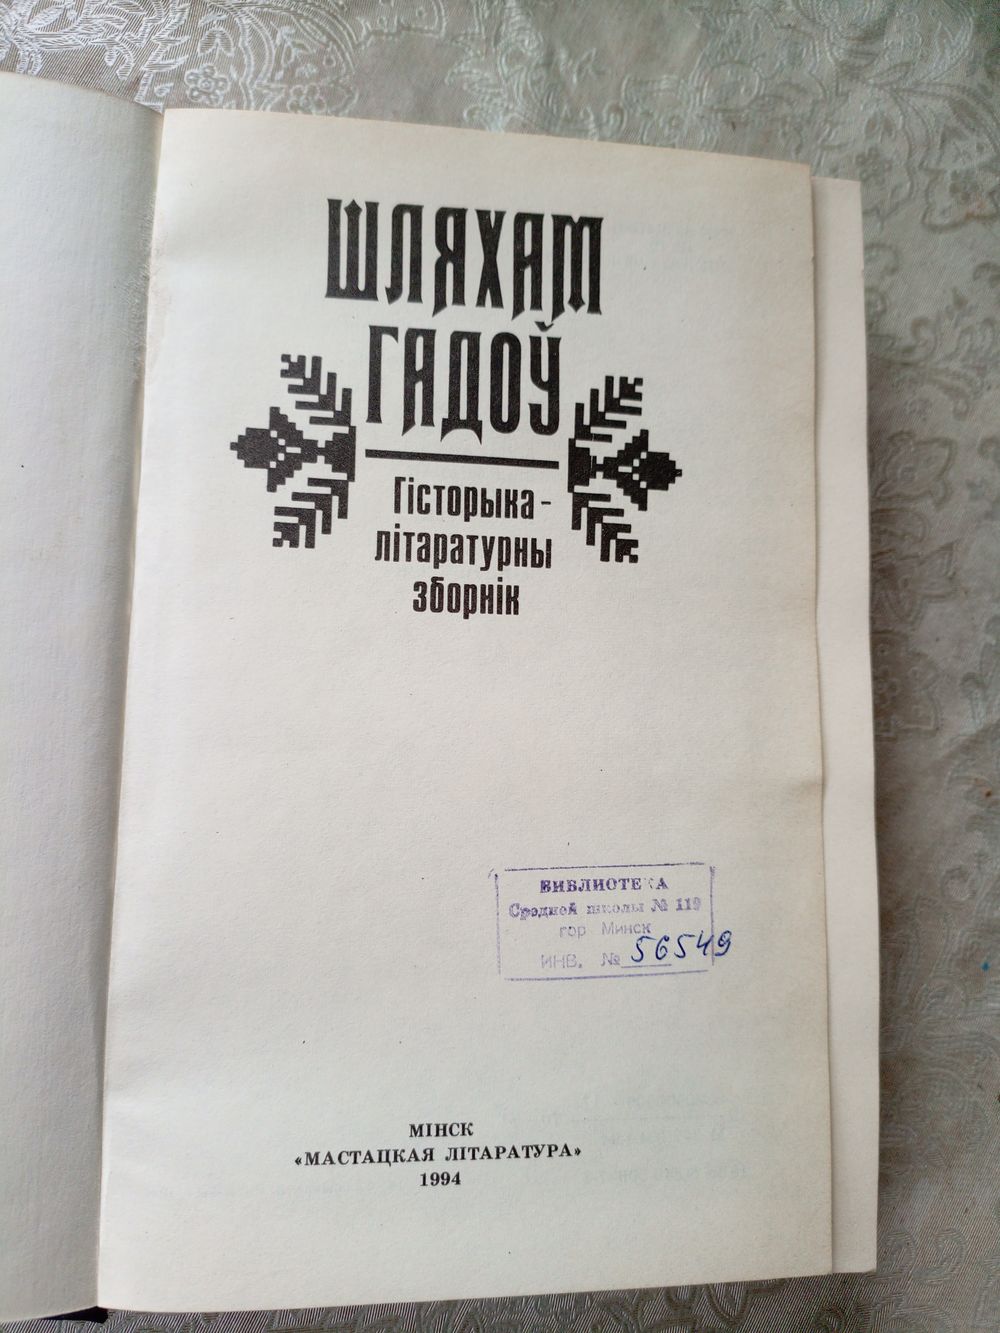 ШЛЯХАМ
ГАДОЎ
Гісторыка-
літаратурны
зборнік
БИБЛИОТЕКА
Средней школы № 119
гор Минск
ИНВ. № 56549
МІНСК
«МАСТАЦКАЯ ЛІТАРАТУРА»
1994